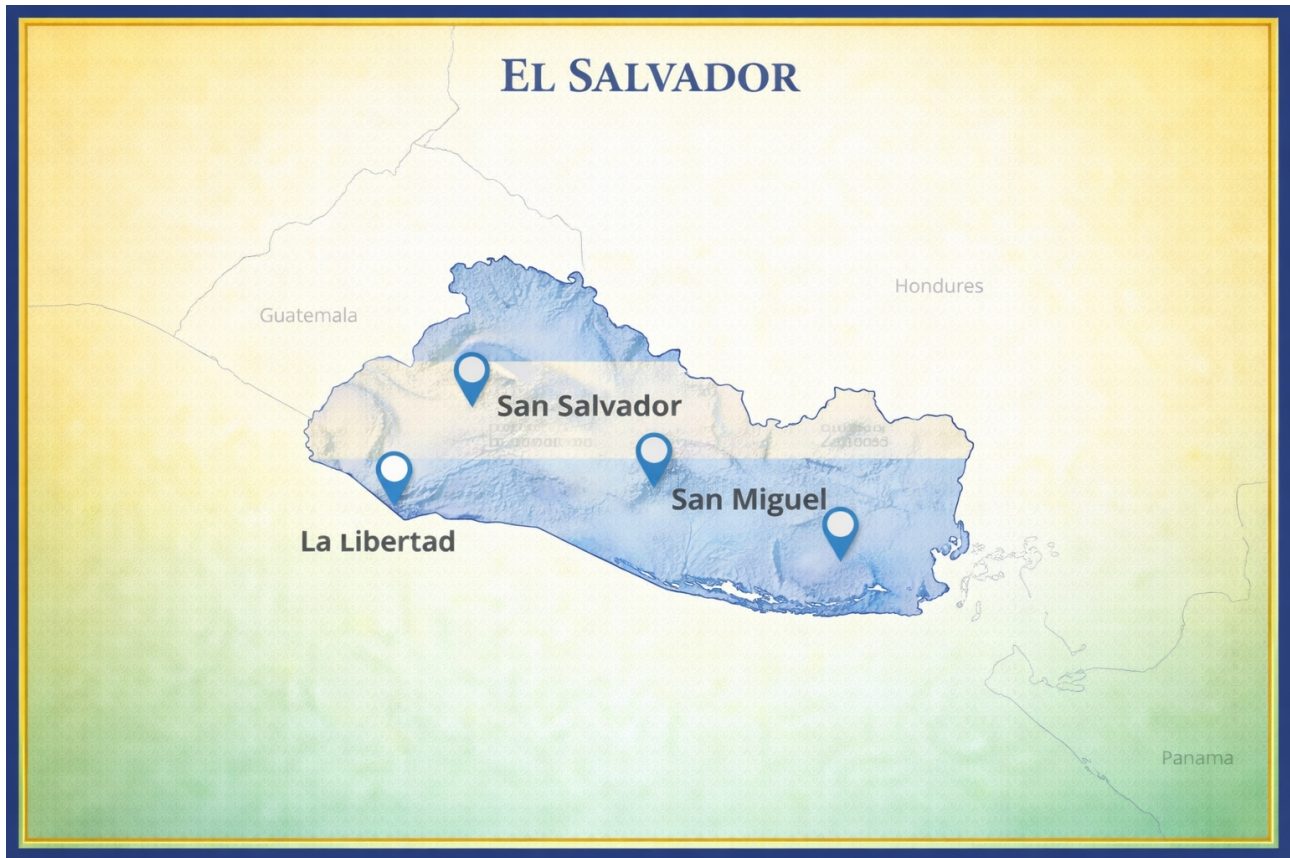 EL SALVADOR
Hondures
Guatemala
San Salvador
San Miguel
La Libertad
Panama